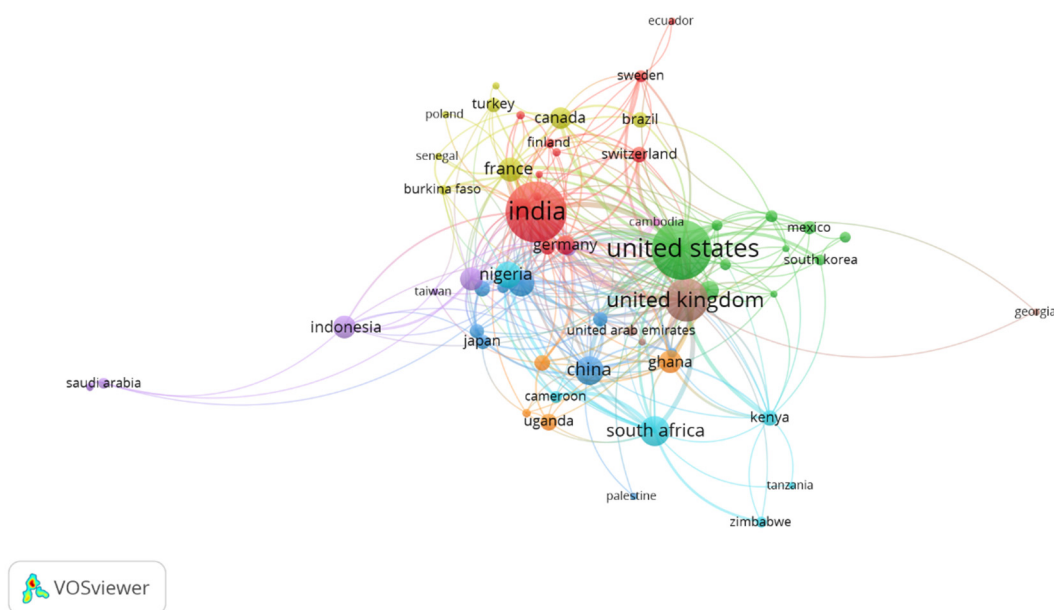 ecuador
sweden
turkey
poland
canada
brazil
finland
switzerland
senegal
france
burkina faso
india
cambodia
mexico
germany
united states
south korea
nigeria
taiwan
united kingdom
georgia
indonesia
united arab emirates
japan
ghana
china
saudi arabia
cameroon
uganda
south africa
kenya
tanzania
palestine
zimbabwe
VOSviewer